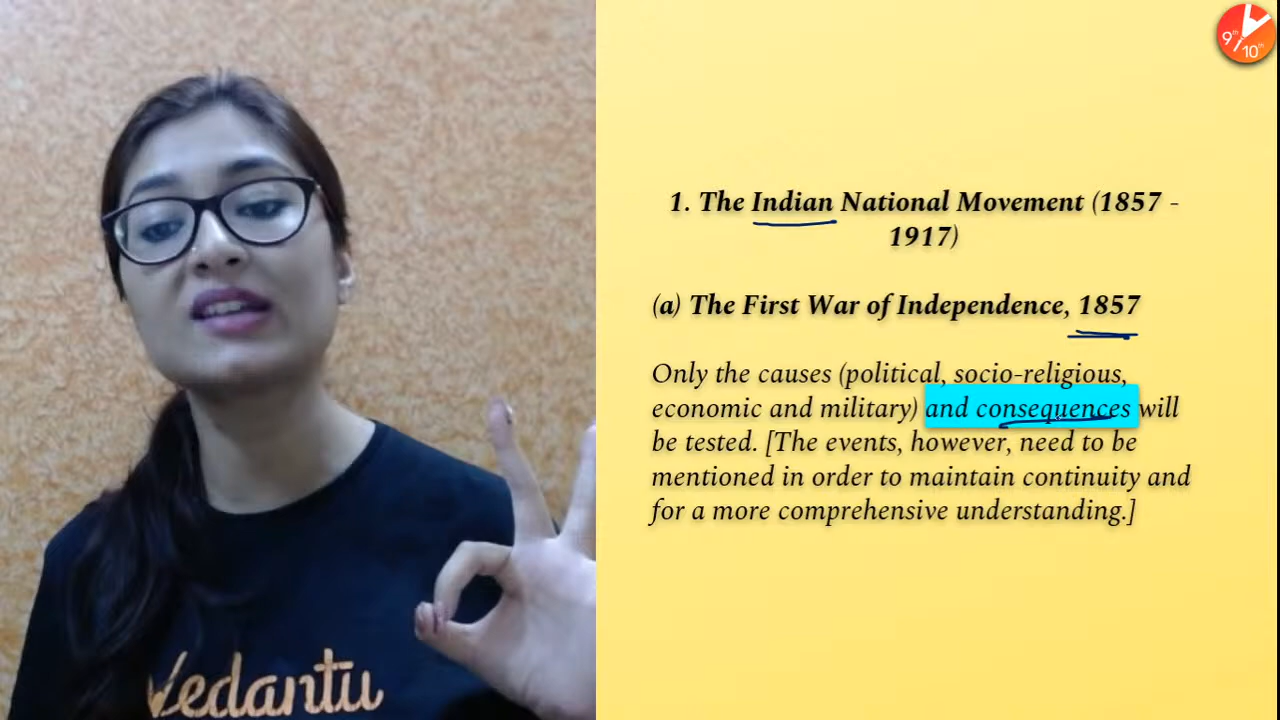 9th
10th
1. The Indian National Movement (1857 -
1917)
(a) The First War of Independence, 1857
Only the causes (political, socio-religious,
economic and military) and consequences will
be tested. [The events, however, need to be
mentioned in order to maintain continuity and
for a more comprehensive understanding.]
Vedantu